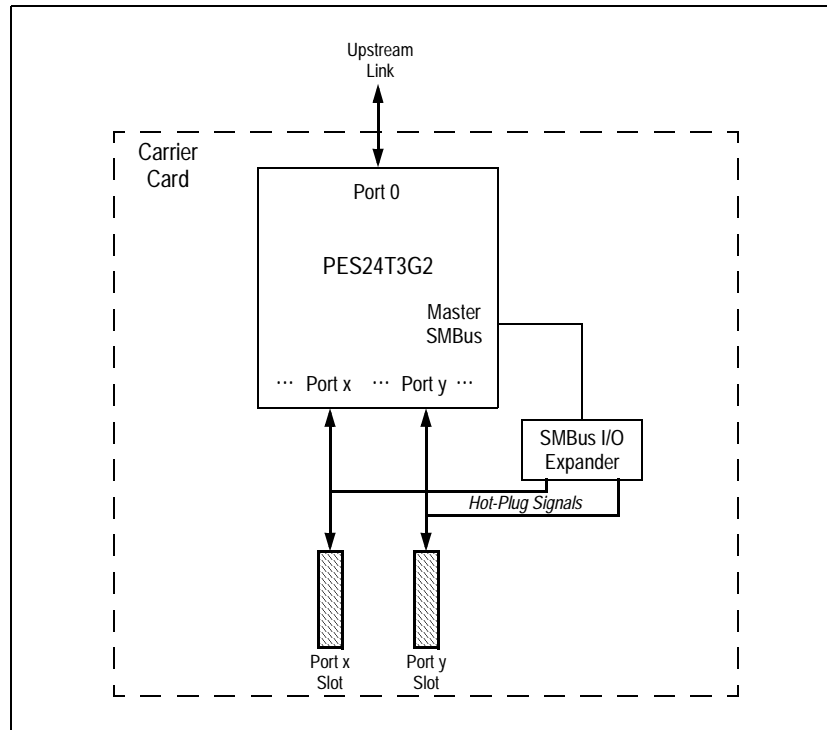 Upstream
Link
Carrier
Card
Port 0
PES24T3G2
Master
SMBus
··· Port x ··· Port y ···
SMBus I/O
Expander
Hot-Plug Signals
Port x
Slot
Port y
Slot